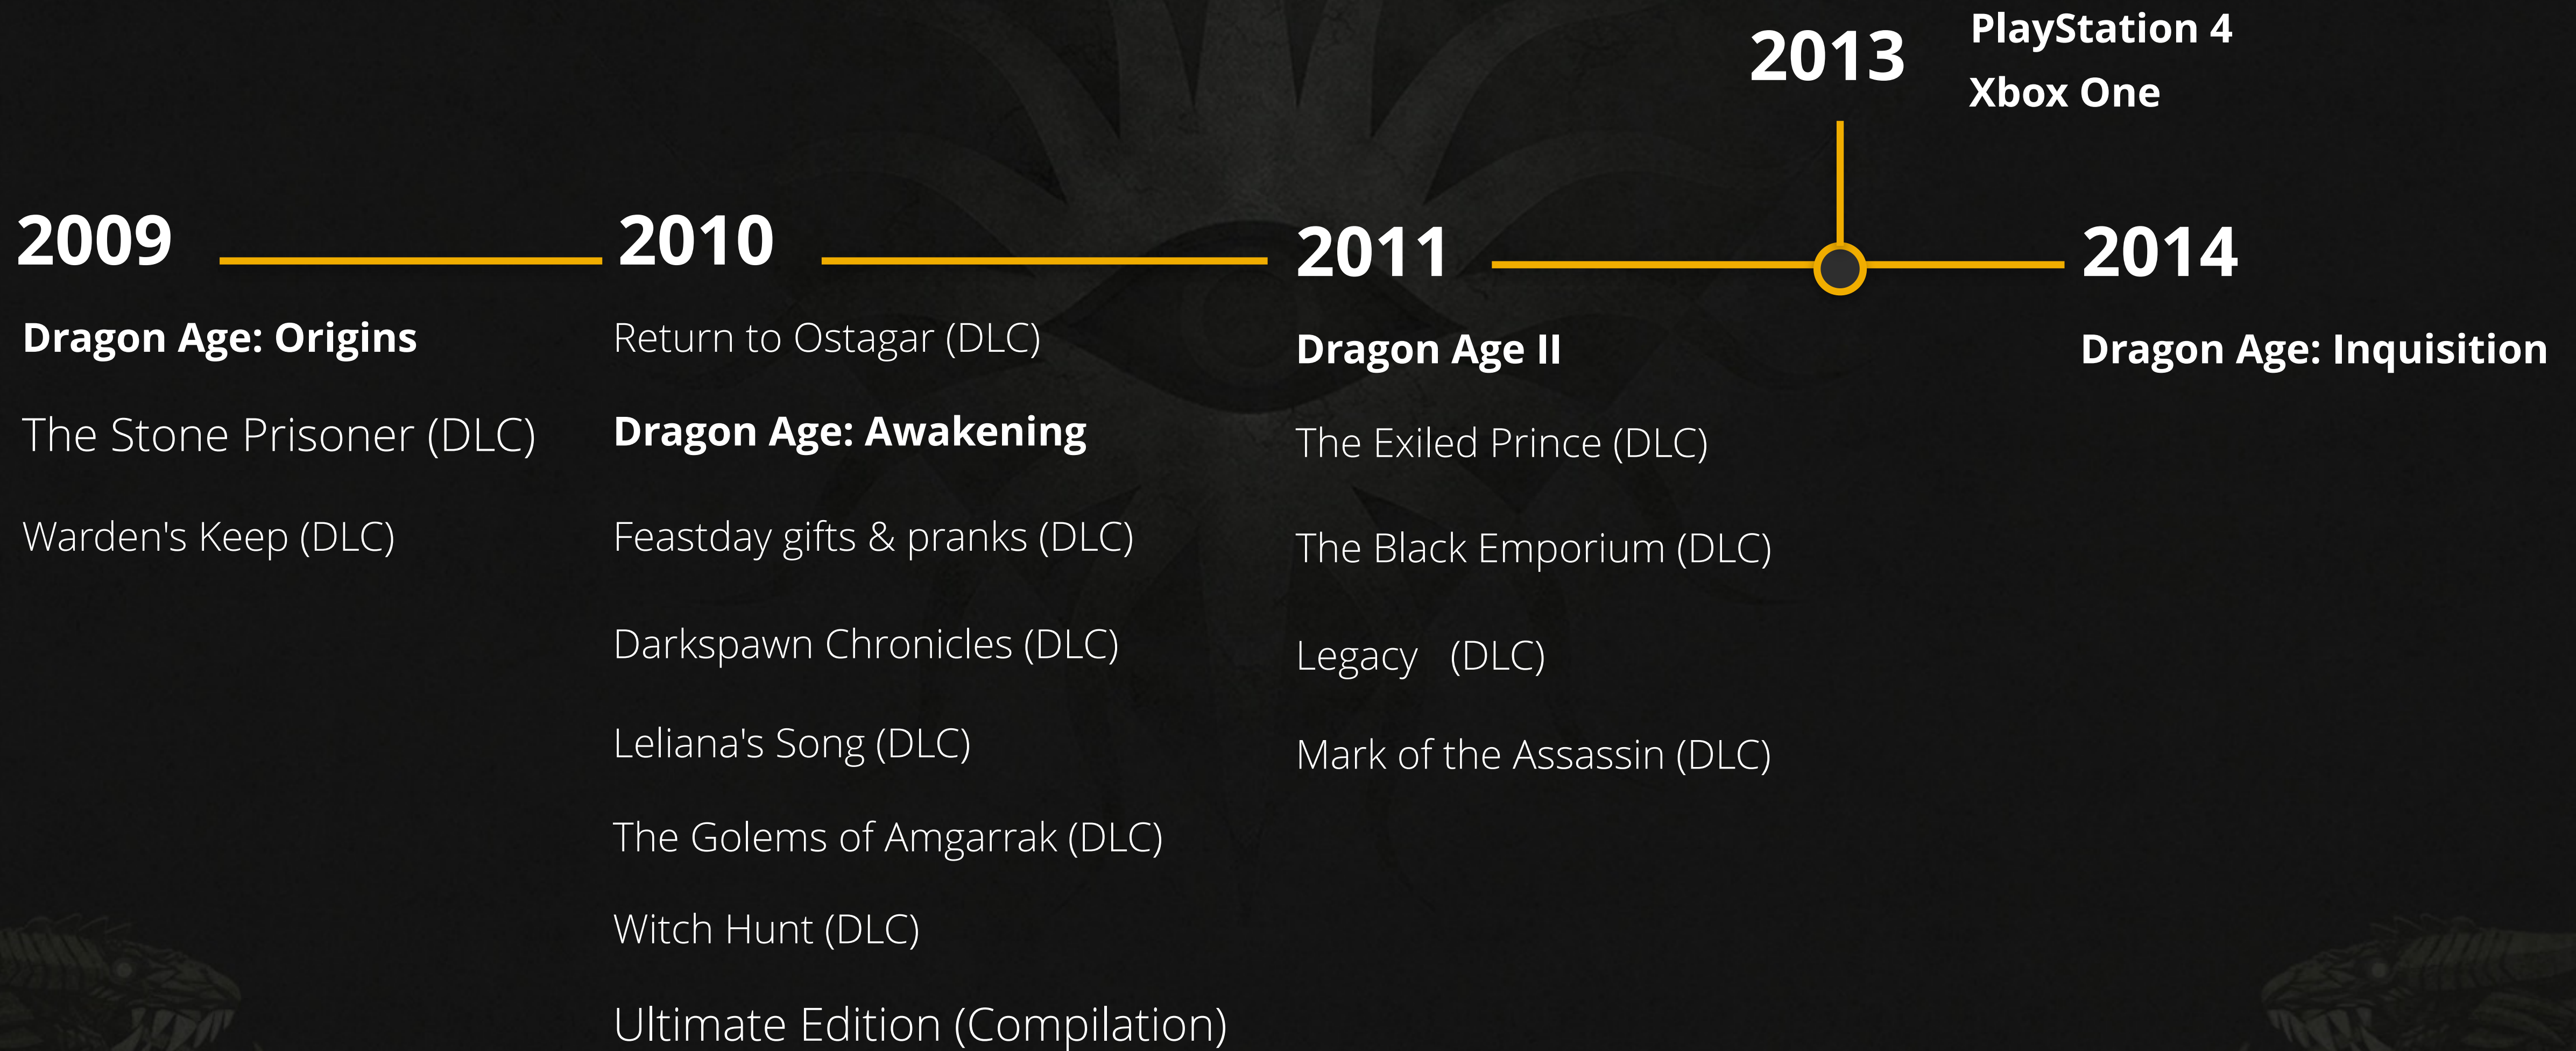 2009
Dragon Age: Origins
The Stone Prisoner (DLC)
Warden's Keep (DLC)
2010
Return to Ostagar (DLC)
Dragon Age: Awakening
Feastday gifts & pranks (DLC)
Darkspawn Chronicles (DLC)
Leliana's Song (DLC)
The Golems of Amgarrak (DLC)
Witch Hunt (DLC)
Ultimate Edition (Compilation)
2011
Dragon Age II
The Exiled Prince (DLC)
The Black Emporium (DLC)
Legacy (DLC)
Mark of the Assassin (DLC)
2013
PlayStation 4
Xbox One
2014
Dragon Age: Inquisition